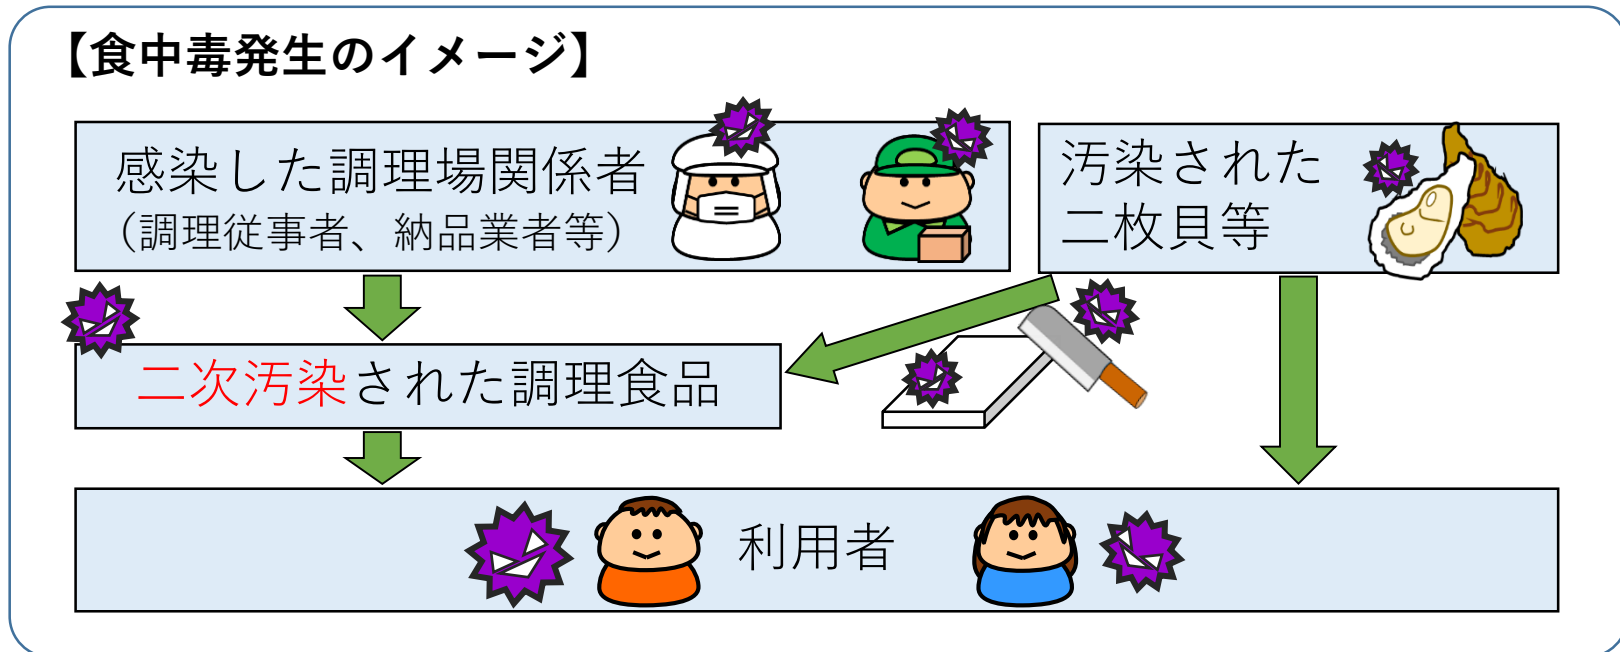 【食中毒発生のイメージ】
感染した調理場関係者
（調理従事者、納品業者等）
汚染された
二枚貝等
二次汚染された調理食品
利用者